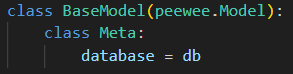 class BaseModel(peewee.Model):
    class Meta:
        database = db